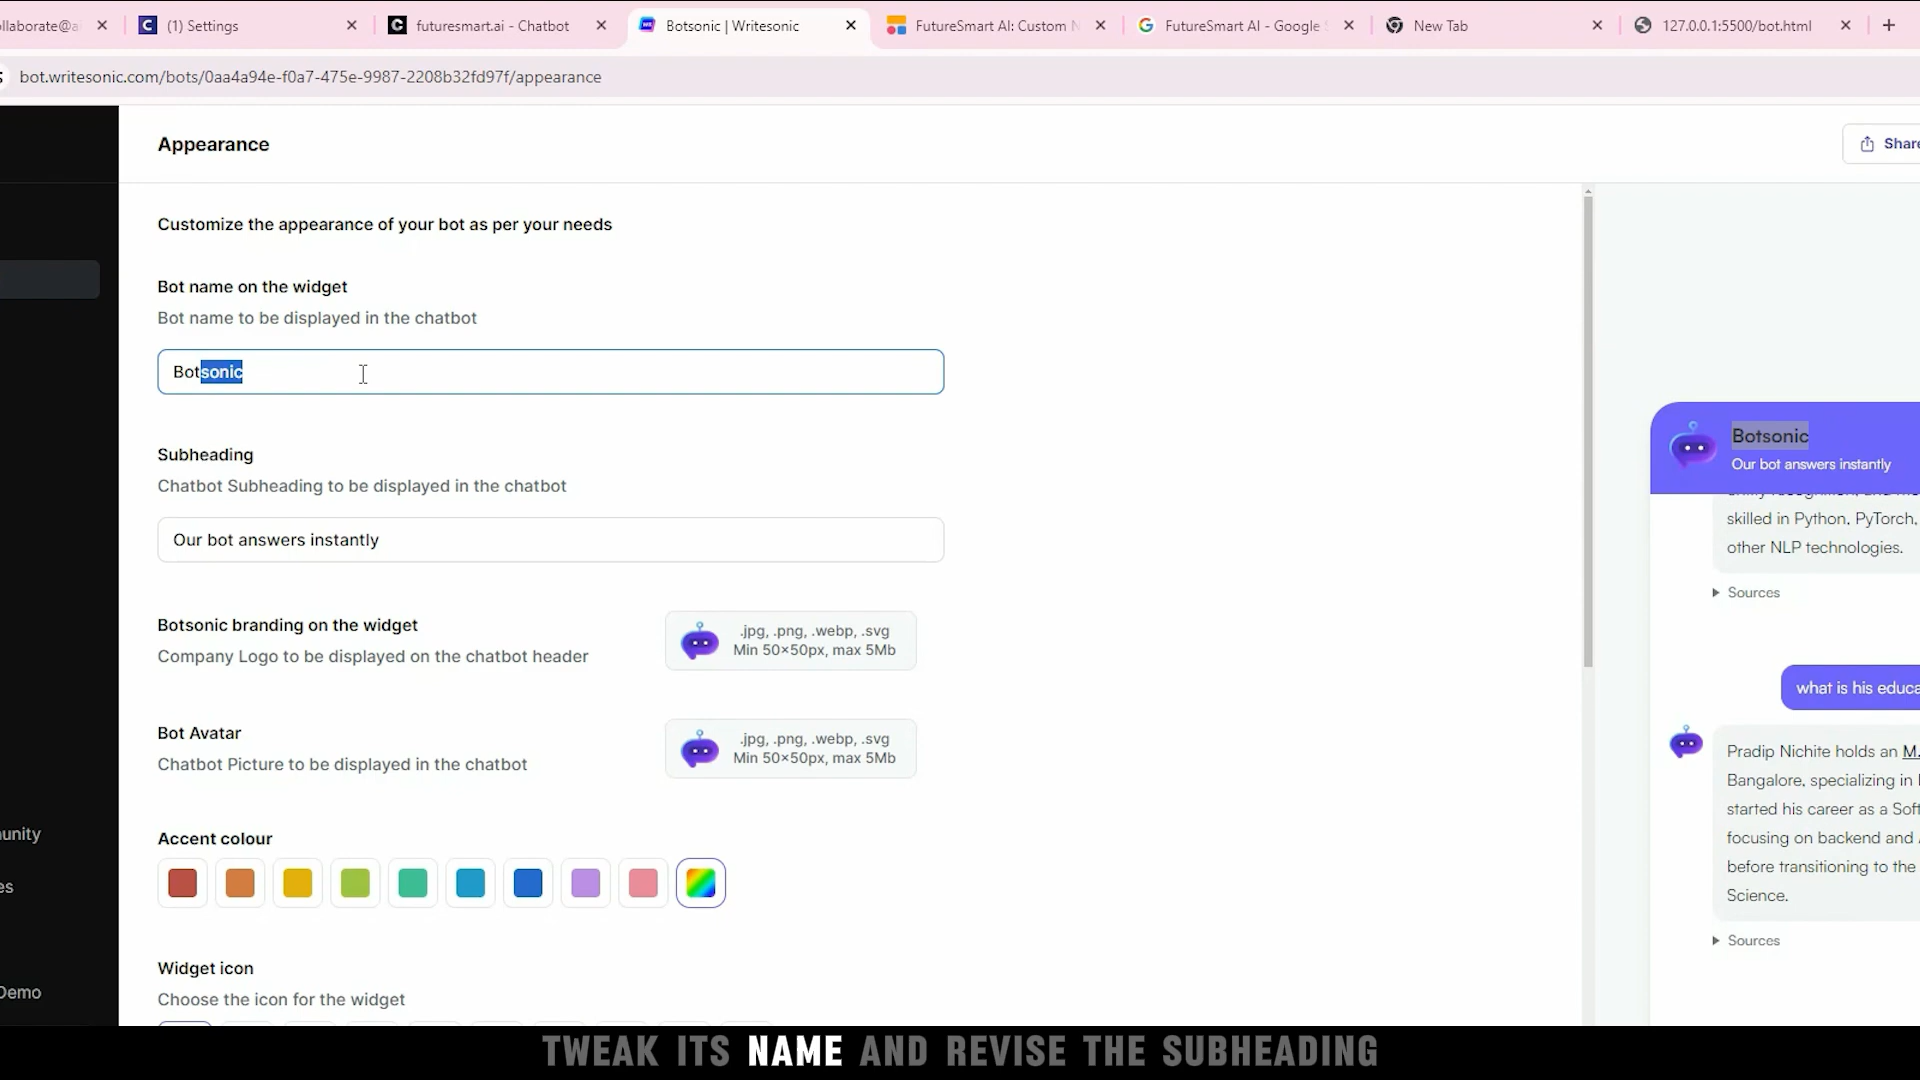 ollaborate@a
(1) Settings
futuresmart.ai - Chatbot
Botsonic | Writesonic
FutureSmart AI: Custom N
FutureSmart AI - Google S
New Tab
127.0.0.1:5500/bot.html
bot.writesonic.com/bots/0aa4a94e-f0a7-475e-9987-2208b32fd97f/appearance
Appearance
Share
Customize the appearance of your bot as per your needs
Bot name on the widget
Bot name to be displayed in the chatbot
Botsonic
Subheading
Chatbot Subheading to be displayed in the chatbot
Our bot answers instantly
Botsonic branding on the widget
Company Logo to be displayed on the chatbot header
.jpg, .png, .webp, .svg
Min 50×50px, max 5Mb
Bot Avatar
Chatbot Picture to be displayed in the chatbot
.jpg, .png, .webp, .svg
Min 50×50px, max 5Mb
Accent colour
Widget icon
Choose the icon for the widget
unity
es
Demo
Botsonic
Our bot answers instantly
skilled in Python, PyTorch,
other NLP technologies.
Sources
what is his educa
Pradip Nichite holds an M.
Bangalore, specializing in
started his career as a Soft
focusing on backend and
before transitioning to the
Science.
Sources
TWEAK ITS NAME AND REVISE THE SUBHEADING